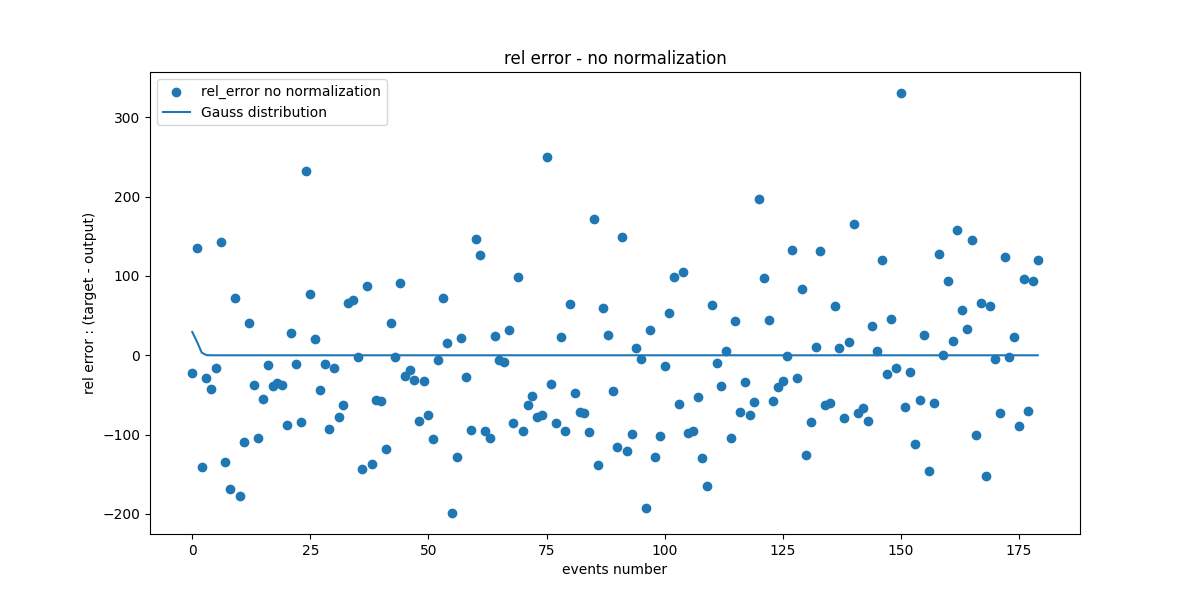 rel error - no normalization
rel_error no normalization
Gauss distribution
rel error : (target - output)
300
200
100
0
−100
−200
0
25
50
75
100
125
150
175
events number